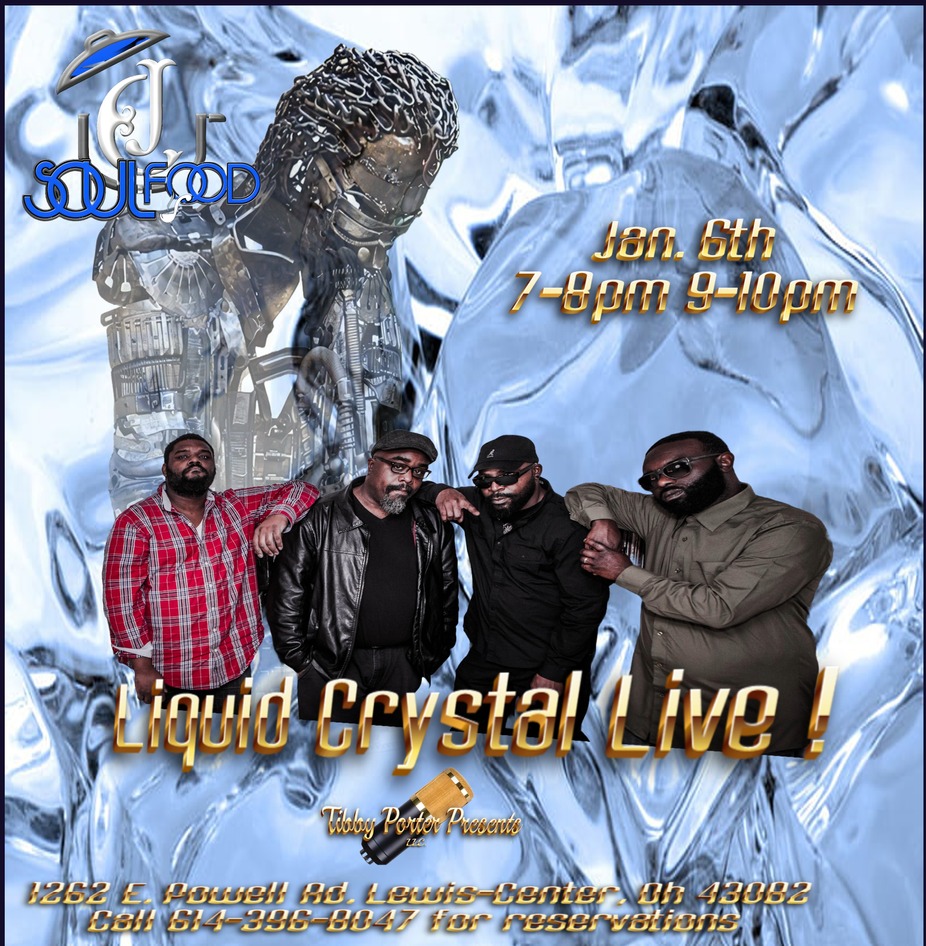 J.
SOULFOOD
Jan. 6th
7-8pm 9-10pm
Liquid Crystal Live !
Tibby Porter Presents
LLC
1262 E. Powell Rd. Lewis-Center, Oh 43082
Call 614-396-8047 for reservations